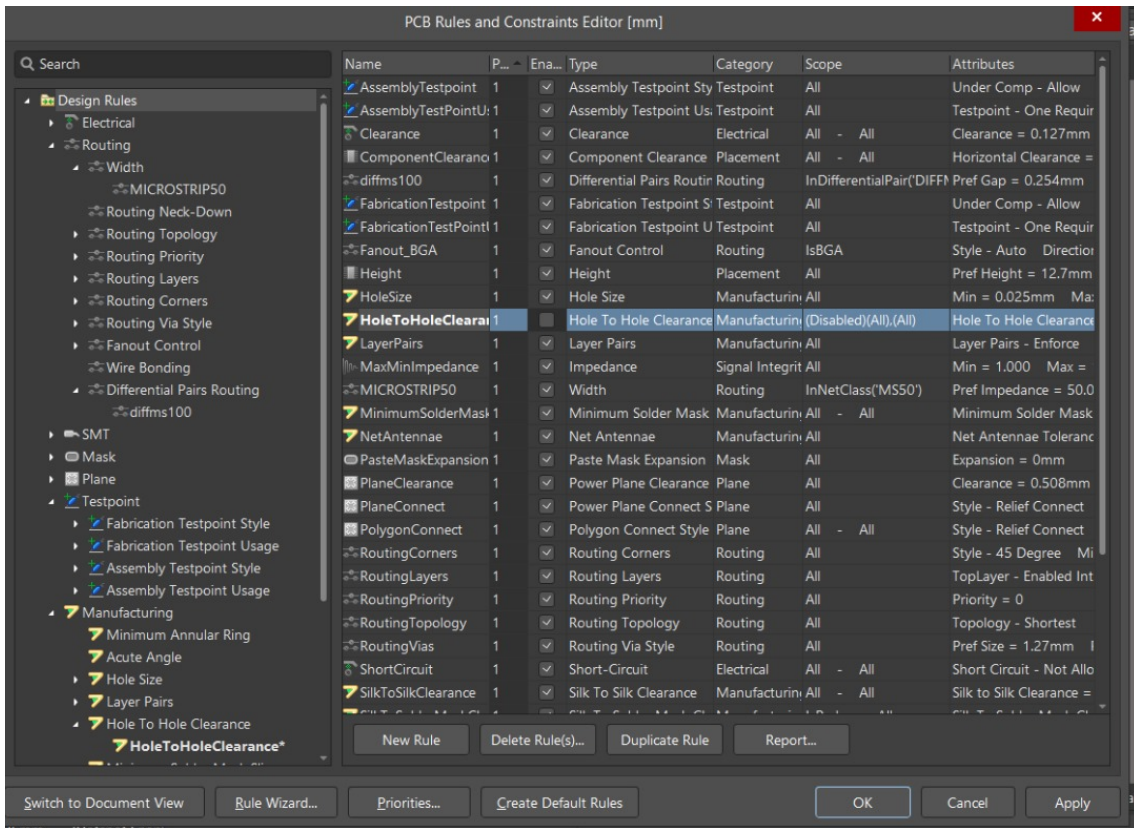 PCB Rules and Constraints Editor [mm]
Search
Design Rules
Electrical
Routing
Width
MICROSTRIP50
Routing Neck-Down
Routing Topology
Routing Priority
Routing Layers
Routing Corners
Routing Via Style
Fanout Control
Wire Bonding
Differential Pairs Routing
diffms100
SMT
Mask
Plane
Testpoint
Fabrication Testpoint Style
Fabrication Testpoint Usage
Assembly Testpoint Style
Assembly Testpoint Usage
Manufacturing
Minimum Annular Ring
Acute Angle
Hole Size
Layer Pairs
Hole To Hole Clearance
HoleToHoleClearance*
Name P... Ena... Type Category Scope Attributes
AssemblyTestpoint 1 Assembly Testpoint Sty Testpoint All Under Comp - Allow
AssemblyTestPointU: 1 Assembly Testpoint Us: Testpoint All Testpoint - One Requir
Clearance 1 Clearance Electrical All - All Clearance = 0.127mm
ComponentClearanc 1 Component Clearance Placement All - All Horizontal Clearance =
diffms100 1 Differential Pairs Routin Routing InDifferentialPair('DIFFM Pref Gap = 0.254mm
FabricationTestpoint 1 Fabrication Testpoint S Testpoint All Under Comp - Allow
FabricationTestPoint 1 Fabrication Testpoint U Testpoint All Testpoint - One Requir
Fanout_BGA 1 Fanout Control Routing IsBGA Style - Auto Direction
Height 1 Height Placement All Pref Height = 12.7mm
HoleSize 1 Hole Size Manufacturin All Min = 0.025mm Ma
HoleToHoleCleara 1 Hole To Hole Clearance Manufacturin (Disabled)(All),(All) Hole To Hole Clearance
LayerPairs 1 Layer Pairs Manufacturin All Layer Pairs - Enforce
MaxMinImpedance 1 Impedance Signal Integrit All Min = 1.000 Max =
MICROSTRIP50 1 Width Routing InNetClass('MS50') Pref Impedance = 50.0
MinimumSolderMask 1 Minimum Solder Mask Manufacturin All - All Minimum Solder Mask
NetAntennae 1 Net Antennae Manufacturin All Net Antennae Toleranc
PasteMaskExpansion 1 Paste Mask Expansion Mask All Expansion = 0mm
PlaneClearance 1 Power Plane Clearance Plane All Clearance = 0.508mm
PlaneConnect 1 Power Plane Connect S Plane All Style - Relief Connect
PolygonConnect 1 Polygon Connect Style Plane All - All Style - Relief Connect
RoutingCorners 1 Routing Corners Routing All Style - 45 Degree Mi
RoutingLayers 1 Routing Layers Routing All TopLayer - Enabled Int
RoutingPriority 1 Routing Priority Routing All Priority = 0
RoutingTopology 1 Routing Topology Routing All Topology - Shortest
RoutingVias 1 Routing Via Style Routing All Pref Size = 1.27mm
ShortCircuit 1 Short-Circuit Electrical All - All Short Circuit - Not Allo
SilkToSilkClearance 1 Silk To Silk Clearance Manufacturin All - All Silk to Silk Clearance =
New Rule Delete Rule(s)... Duplicate Rule Report...
Switch to Document View Rule Wizard... Priorities... Create Default Rules OK Cancel Apply